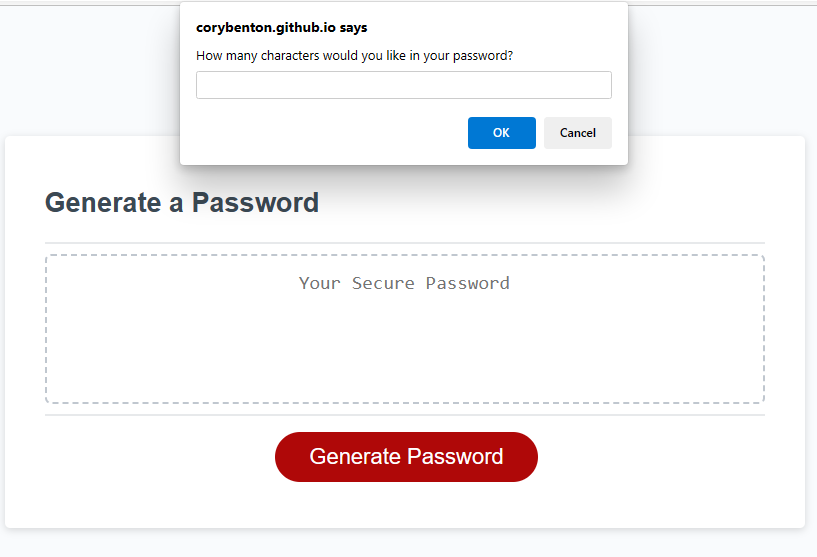 corybenton.github.io says
How many characters would you like in your password?
OK
Cancel
Generate a Password
Your Secure Password
Generate Password